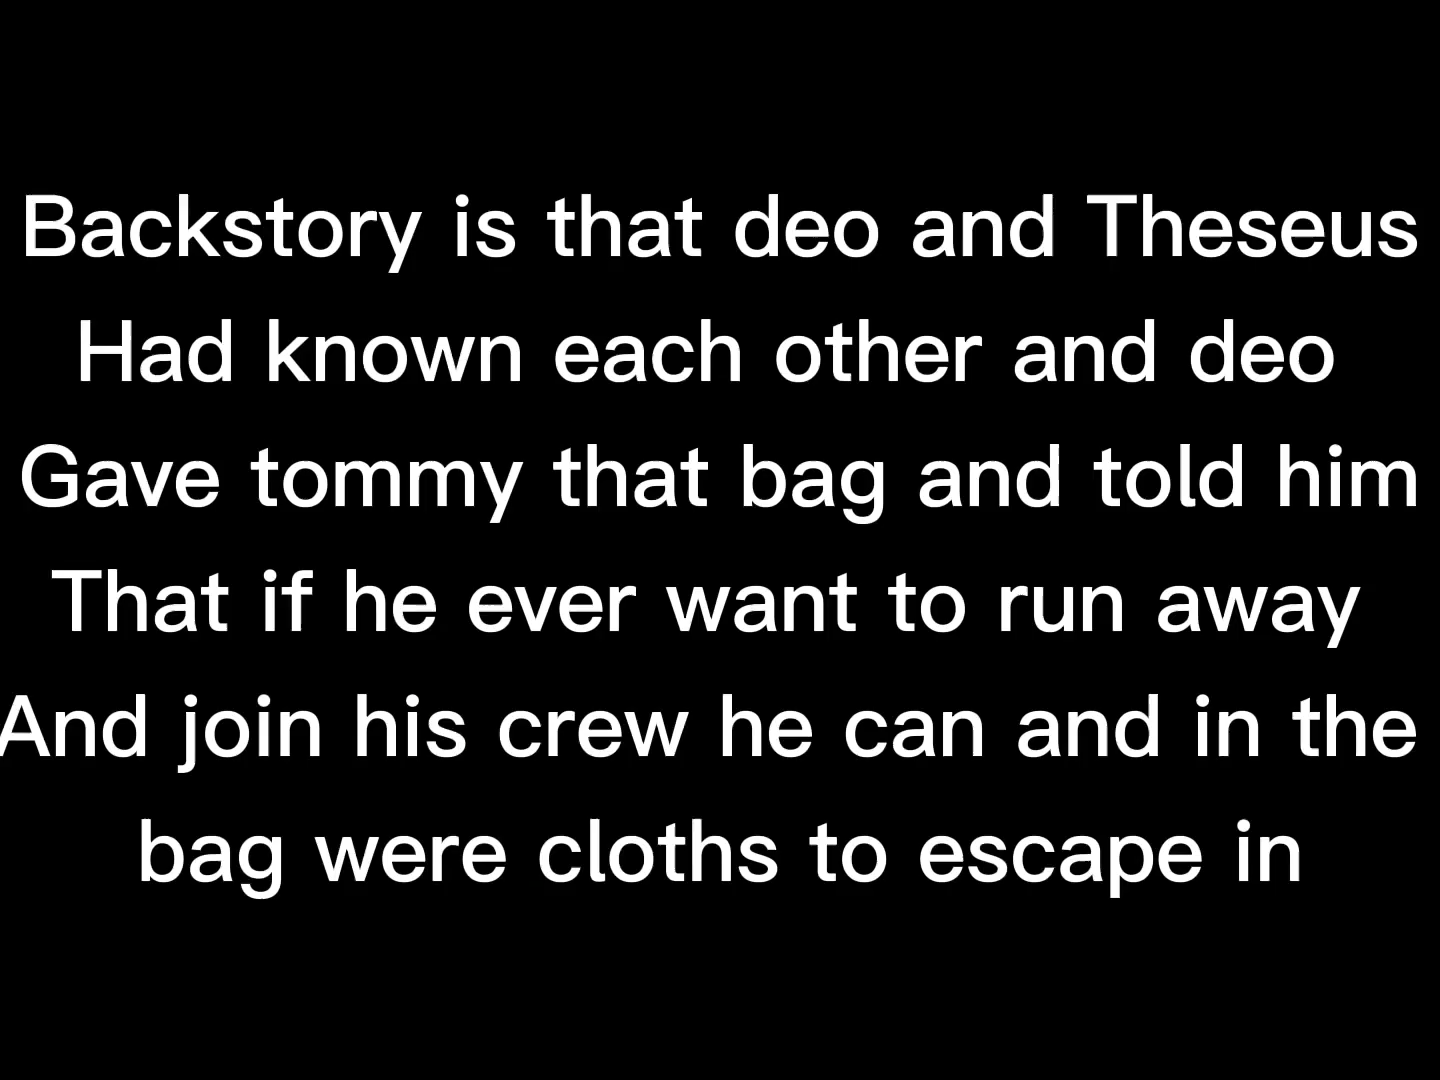 Backstory is that deo and Theseus
Had known each other and deo
Gave tommy that bag and told him
That if he ever want to run away
And join his crew he can and in the
bag were cloths to escape in